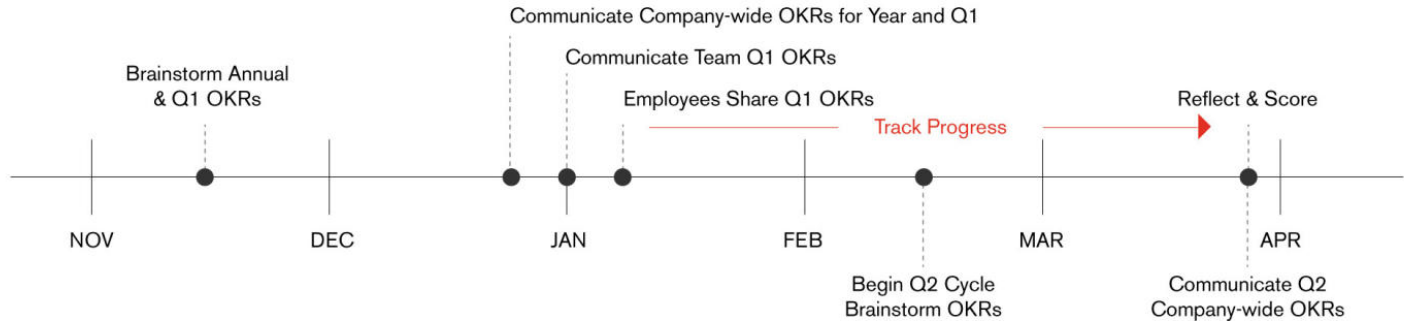 Communicate Company-wide OKRs for Year and Q1
Communicate Team Q1 OKRs
Brainstorm Annual
& Q1 OKRs
Employees Share Q1 OKRs
Reflect & Score
Track Progress
NOV
DEC
JAN
FEB
MAR
APR
Begin Q2 Cycle
Brainstorm OKRs
Communicate Q2
Company-wide OKRs